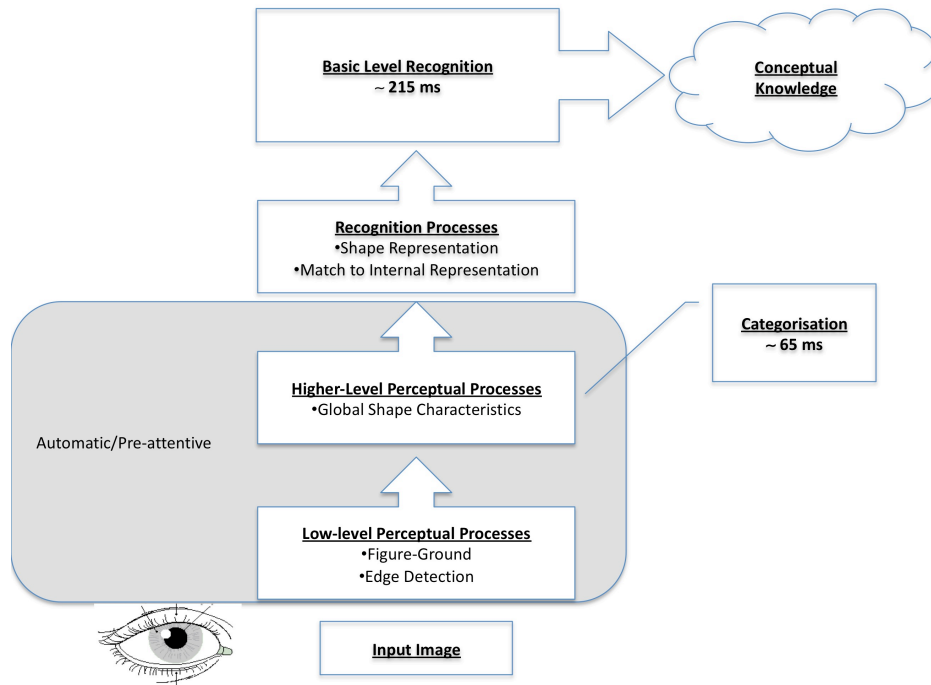 Basic Level Recognition
~ 215 ms
Conceptual
Knowledge
Recognition Processes
•Shape Representation
•Match to Internal Representation
Categorisation
~ 65 ms
Higher-Level Perceptual Processes
•Global Shape Characteristics
Automatic/Pre-attentive
Low-level Perceptual Processes
•Figure-Ground
•Edge Detection
Input Image